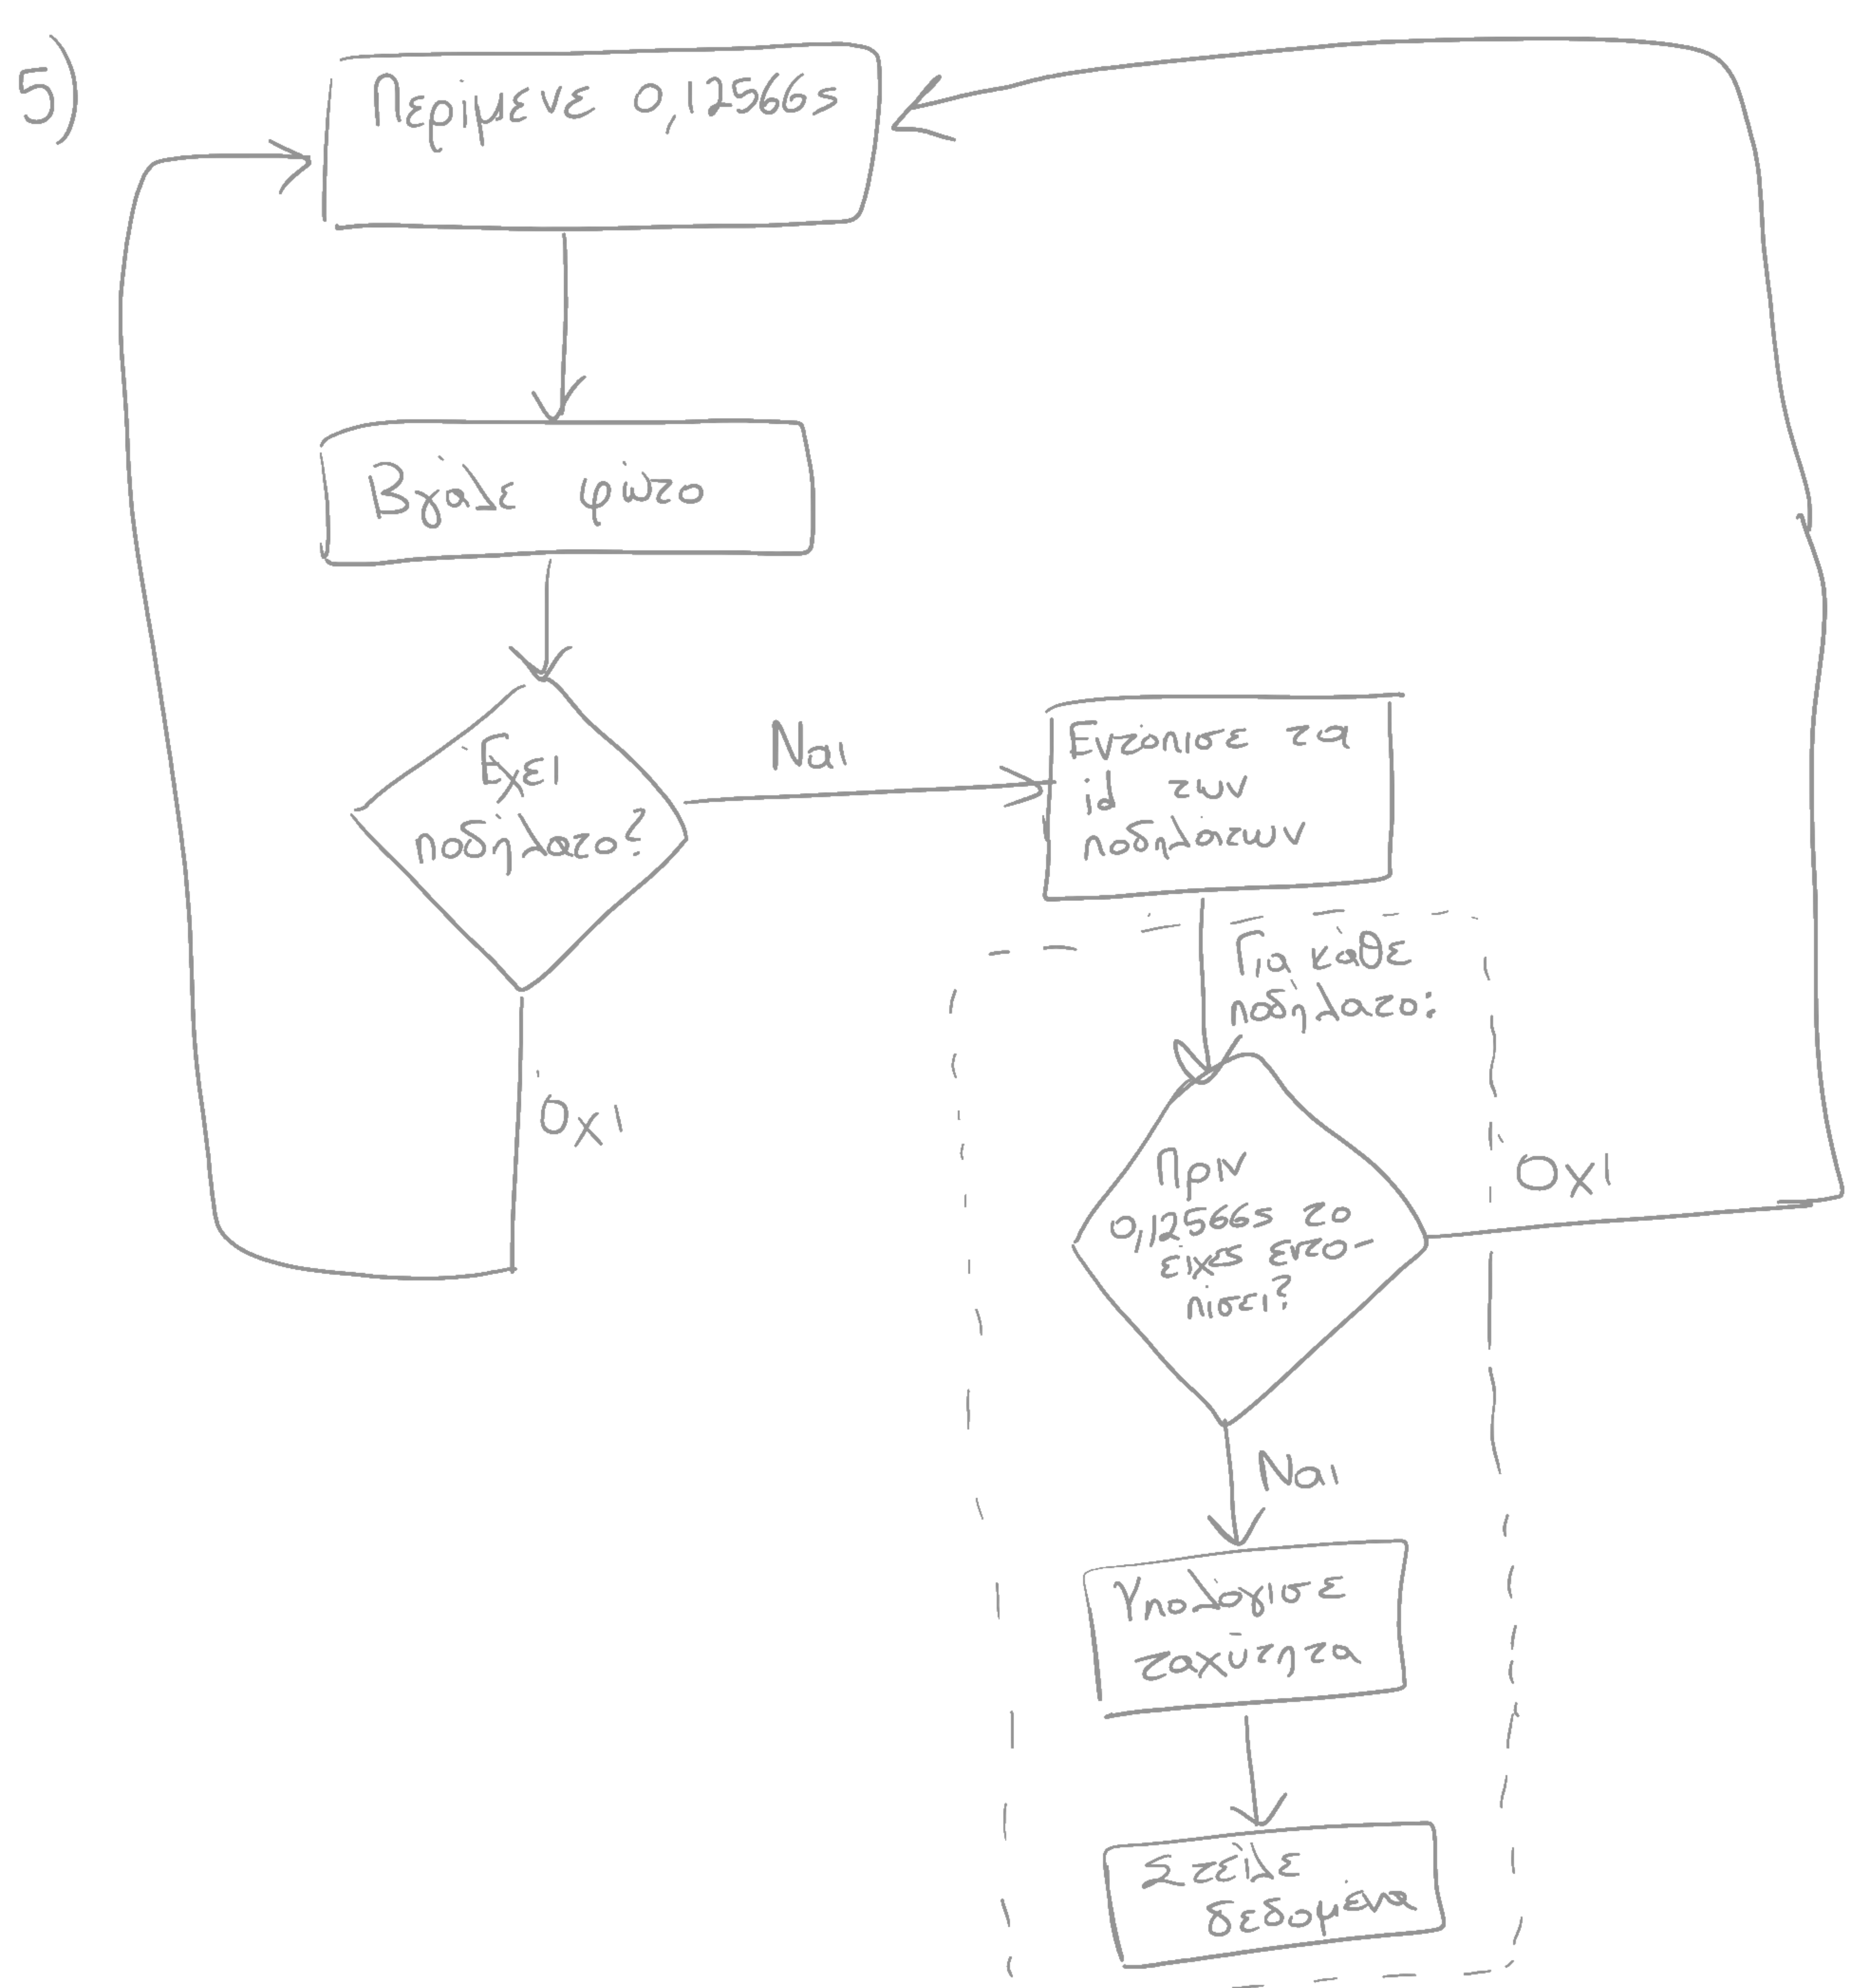 5)
Περίμενε 0,12566s
Βγάλε φώτο
Έχει
ποδήλατο?
Ναι
Εντόπισε τα
id των
ποδηλάτων
Όχι
Για κάθε
ποδήλατο:
Πριν
0,12566s το
είχες εντο-
πίσει?
Όχι
Ναι
Υπολόγισε
ταχύτητα
Στείλε
δεδομένα